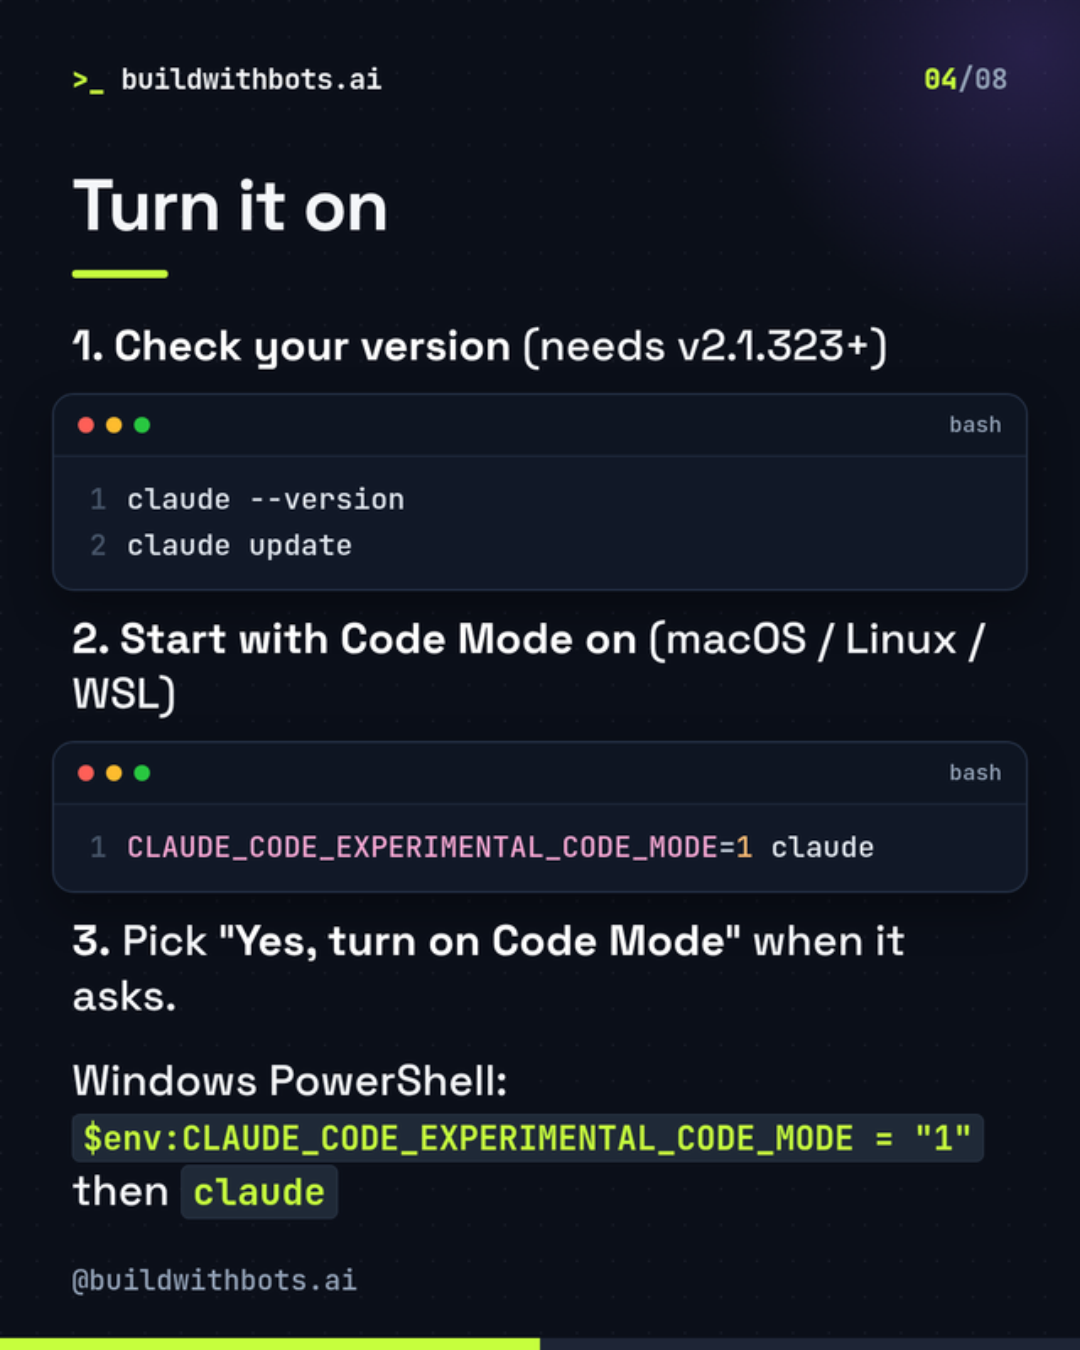 >_ buildwithbots.ai
04/08
Turn it on
1. Check your version (needs v2.1.323+)
bash
1 claude --version
2 claude update
2. Start with Code Mode on (macOS / Linux /
WSL)
bash
1 CLAUDE_CODE_EXPERIMENTAL_CODE_MODE=1 claude
3. Pick "Yes, turn on Code Mode" when it
asks.
Windows PowerShell:
$env:CLAUDE_CODE_EXPERIMENTAL_CODE_MODE = "1"
then claude
@buildwithbots.ai